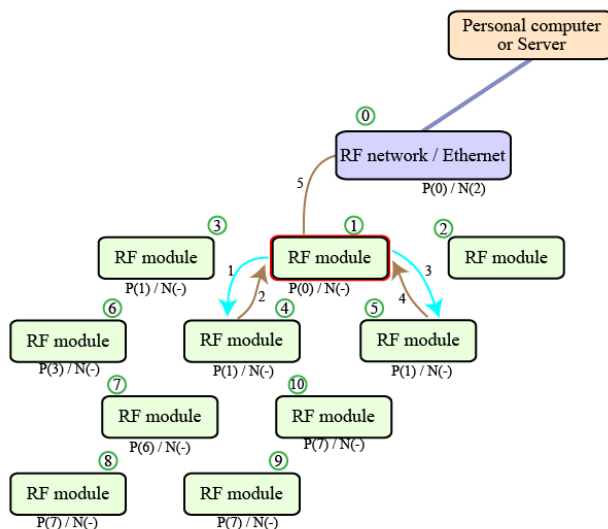 Personal computer
or Server
0
RF network / Ethernet
P(0) / N(2)
5
3
1
2
RF module
RF module
RF module
P(1) / N(-)
1
2
P(0) / N(-)
3
4
6
4
5
RF module
RF module
RF module
P(3) / N(-)
P(1) / N(-)
P(1) / N(-)
7
10
RF module
RF module
P(6) / N(-)
P(7) / N(-)
8
9
RF module
RF module
P(7) / N(-)
P(7) / N(-)